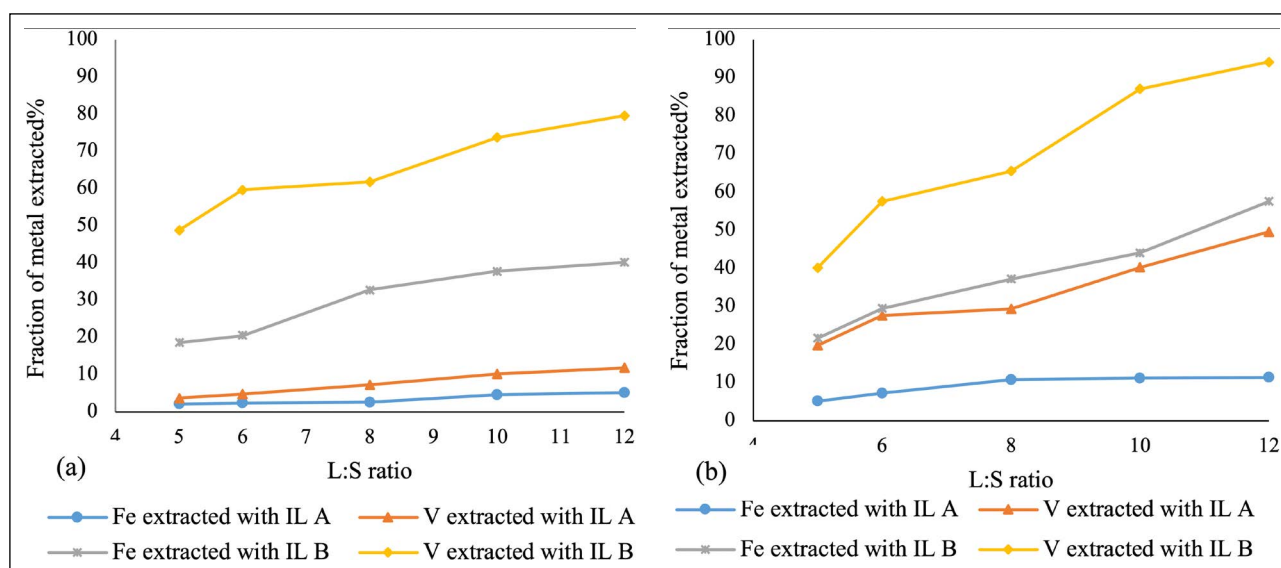 Fraction of metal extracted%
100
90
80
70
60
50
40
30
20
10
0
4 5 6 7 8 9 10 11 12
(a)
L:S ratio
Fe extracted with IL A
V extracted with IL A
Fe extracted with IL B
V extracted with IL B
Fraction of metal extracted%
100
90
80
70
60
50
40
30
20
10
0
4 5 6 8 10 12
(b)
L:S ratio
Fe extracted with IL A
V extracted with IL A
Fe extracted with IL B
V extracted with IL B